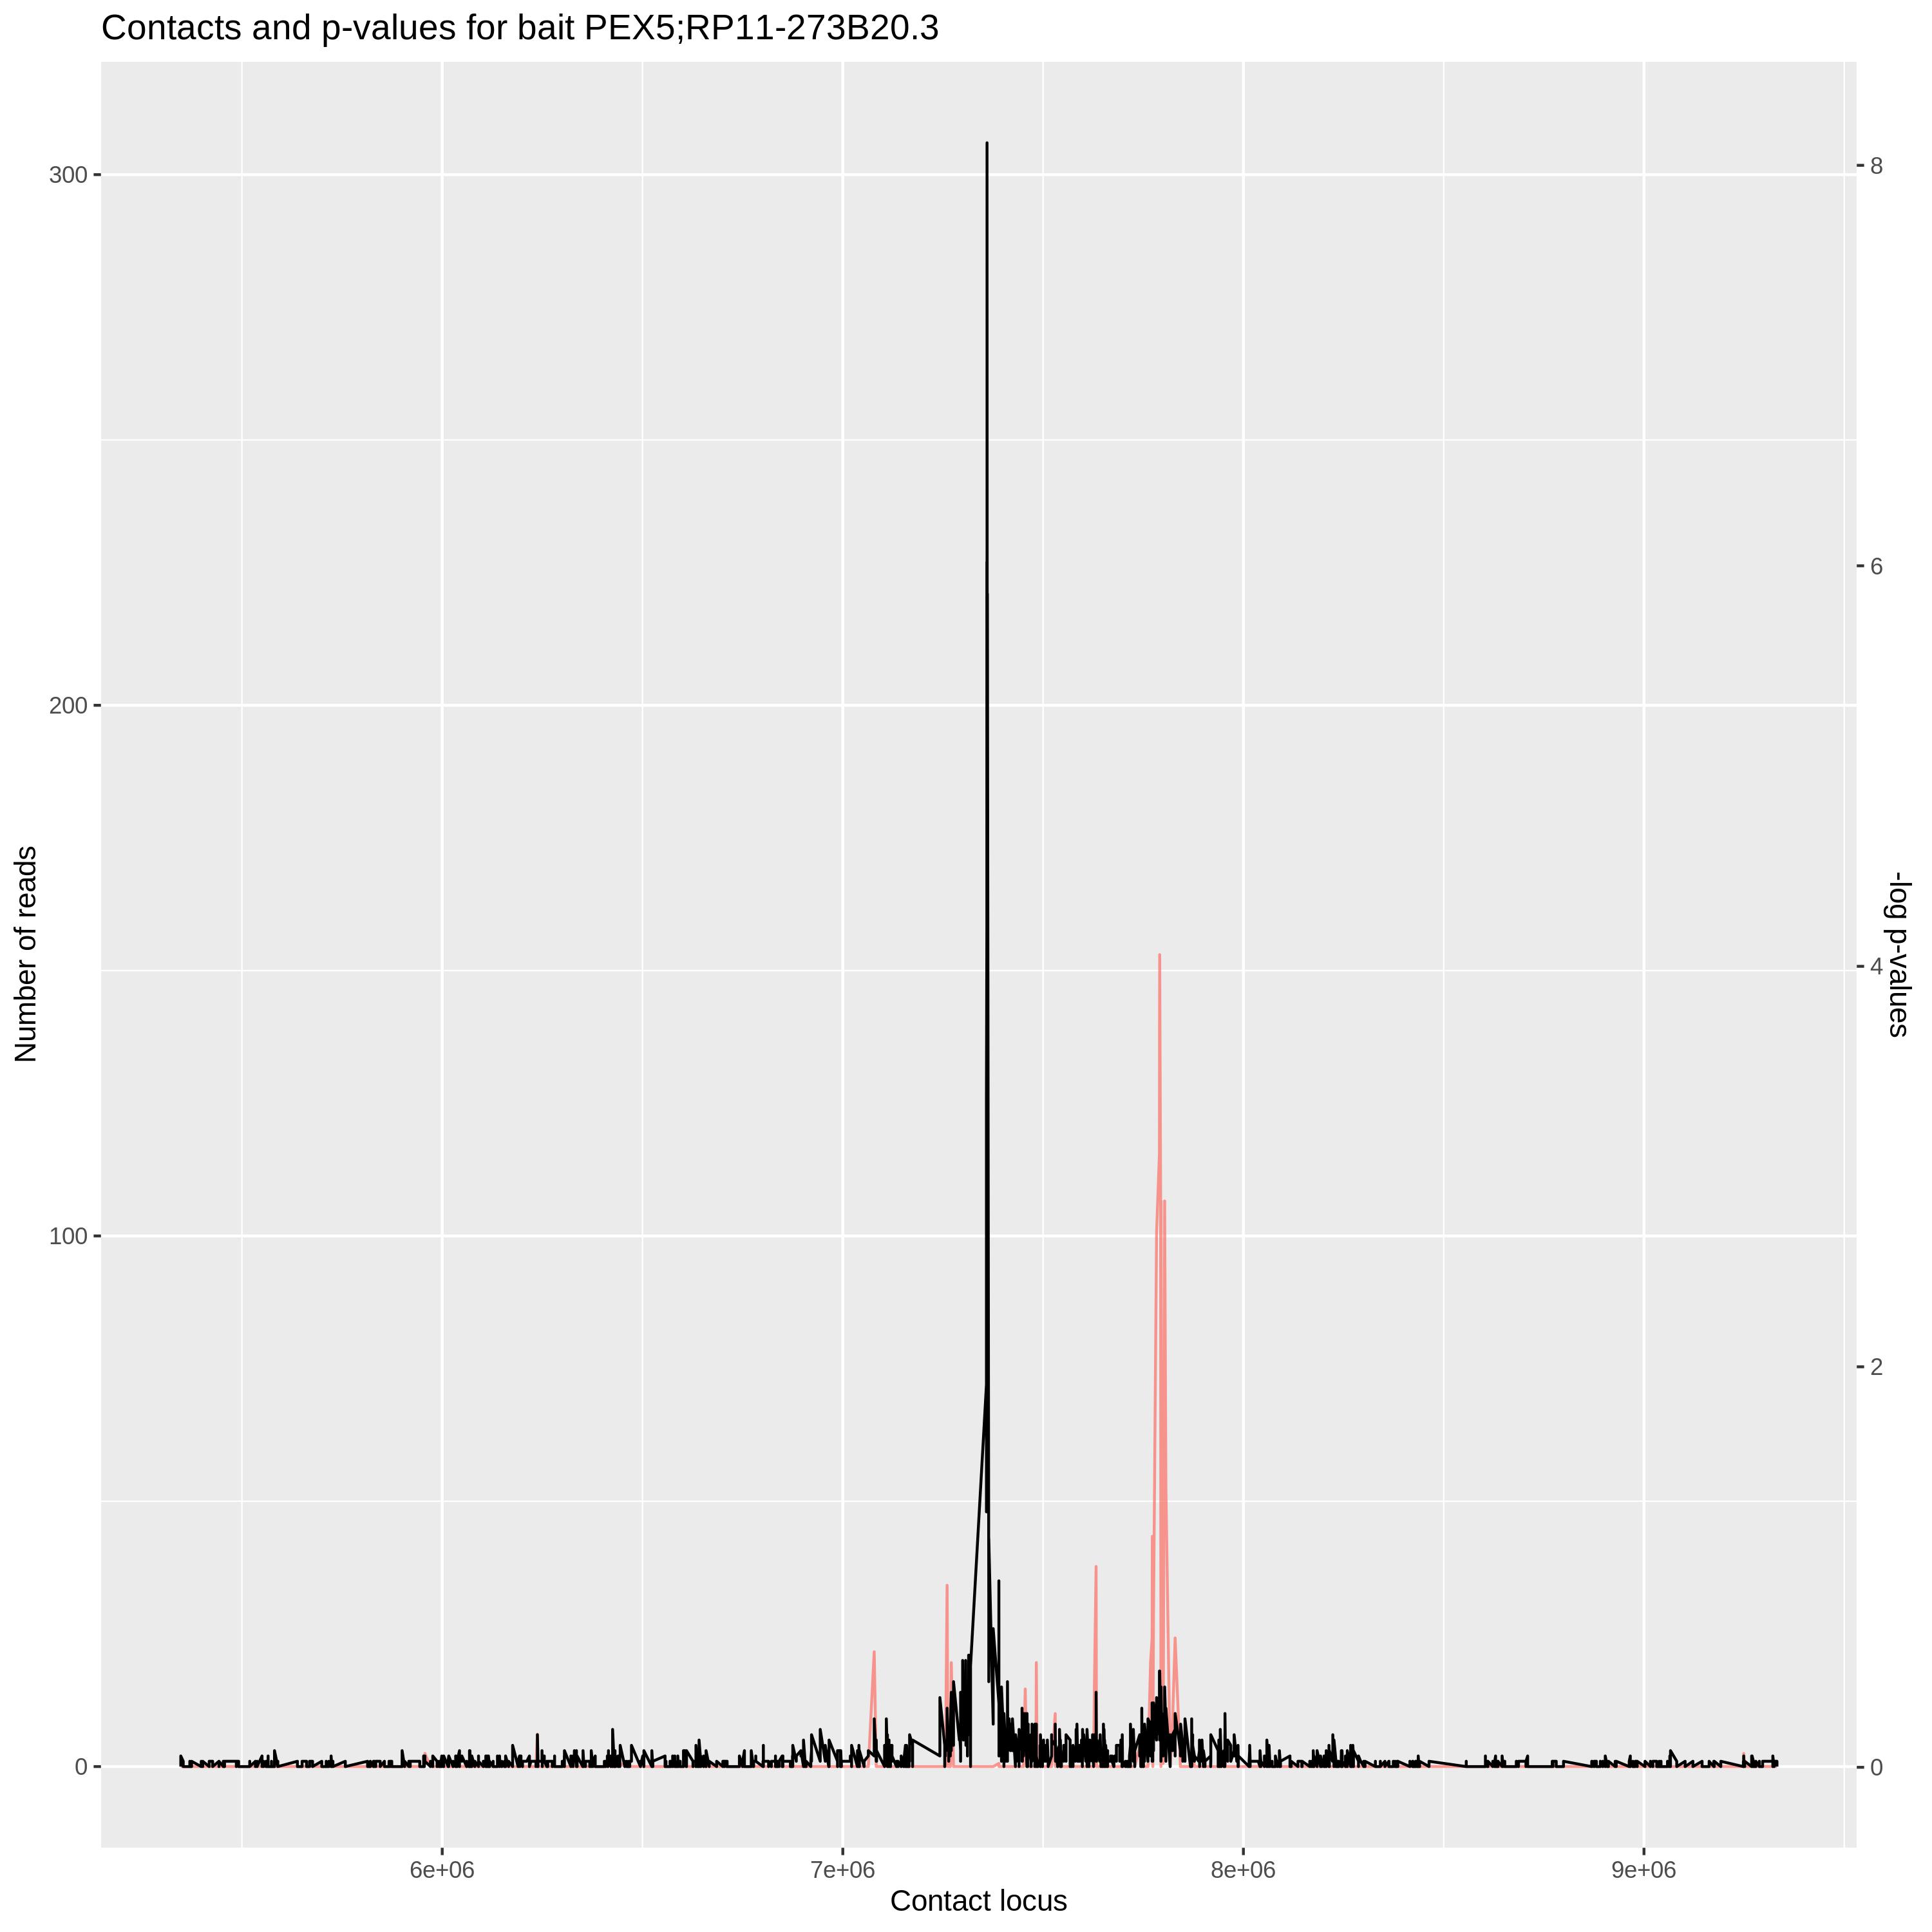 Contacts and p-values for bait PEX5;RP11-273B20.3
300
200
100
0
Number of reads
8
6
4
2
0
-log p-values
6e+06
7e+06
8e+06
9e+06
Contact locus